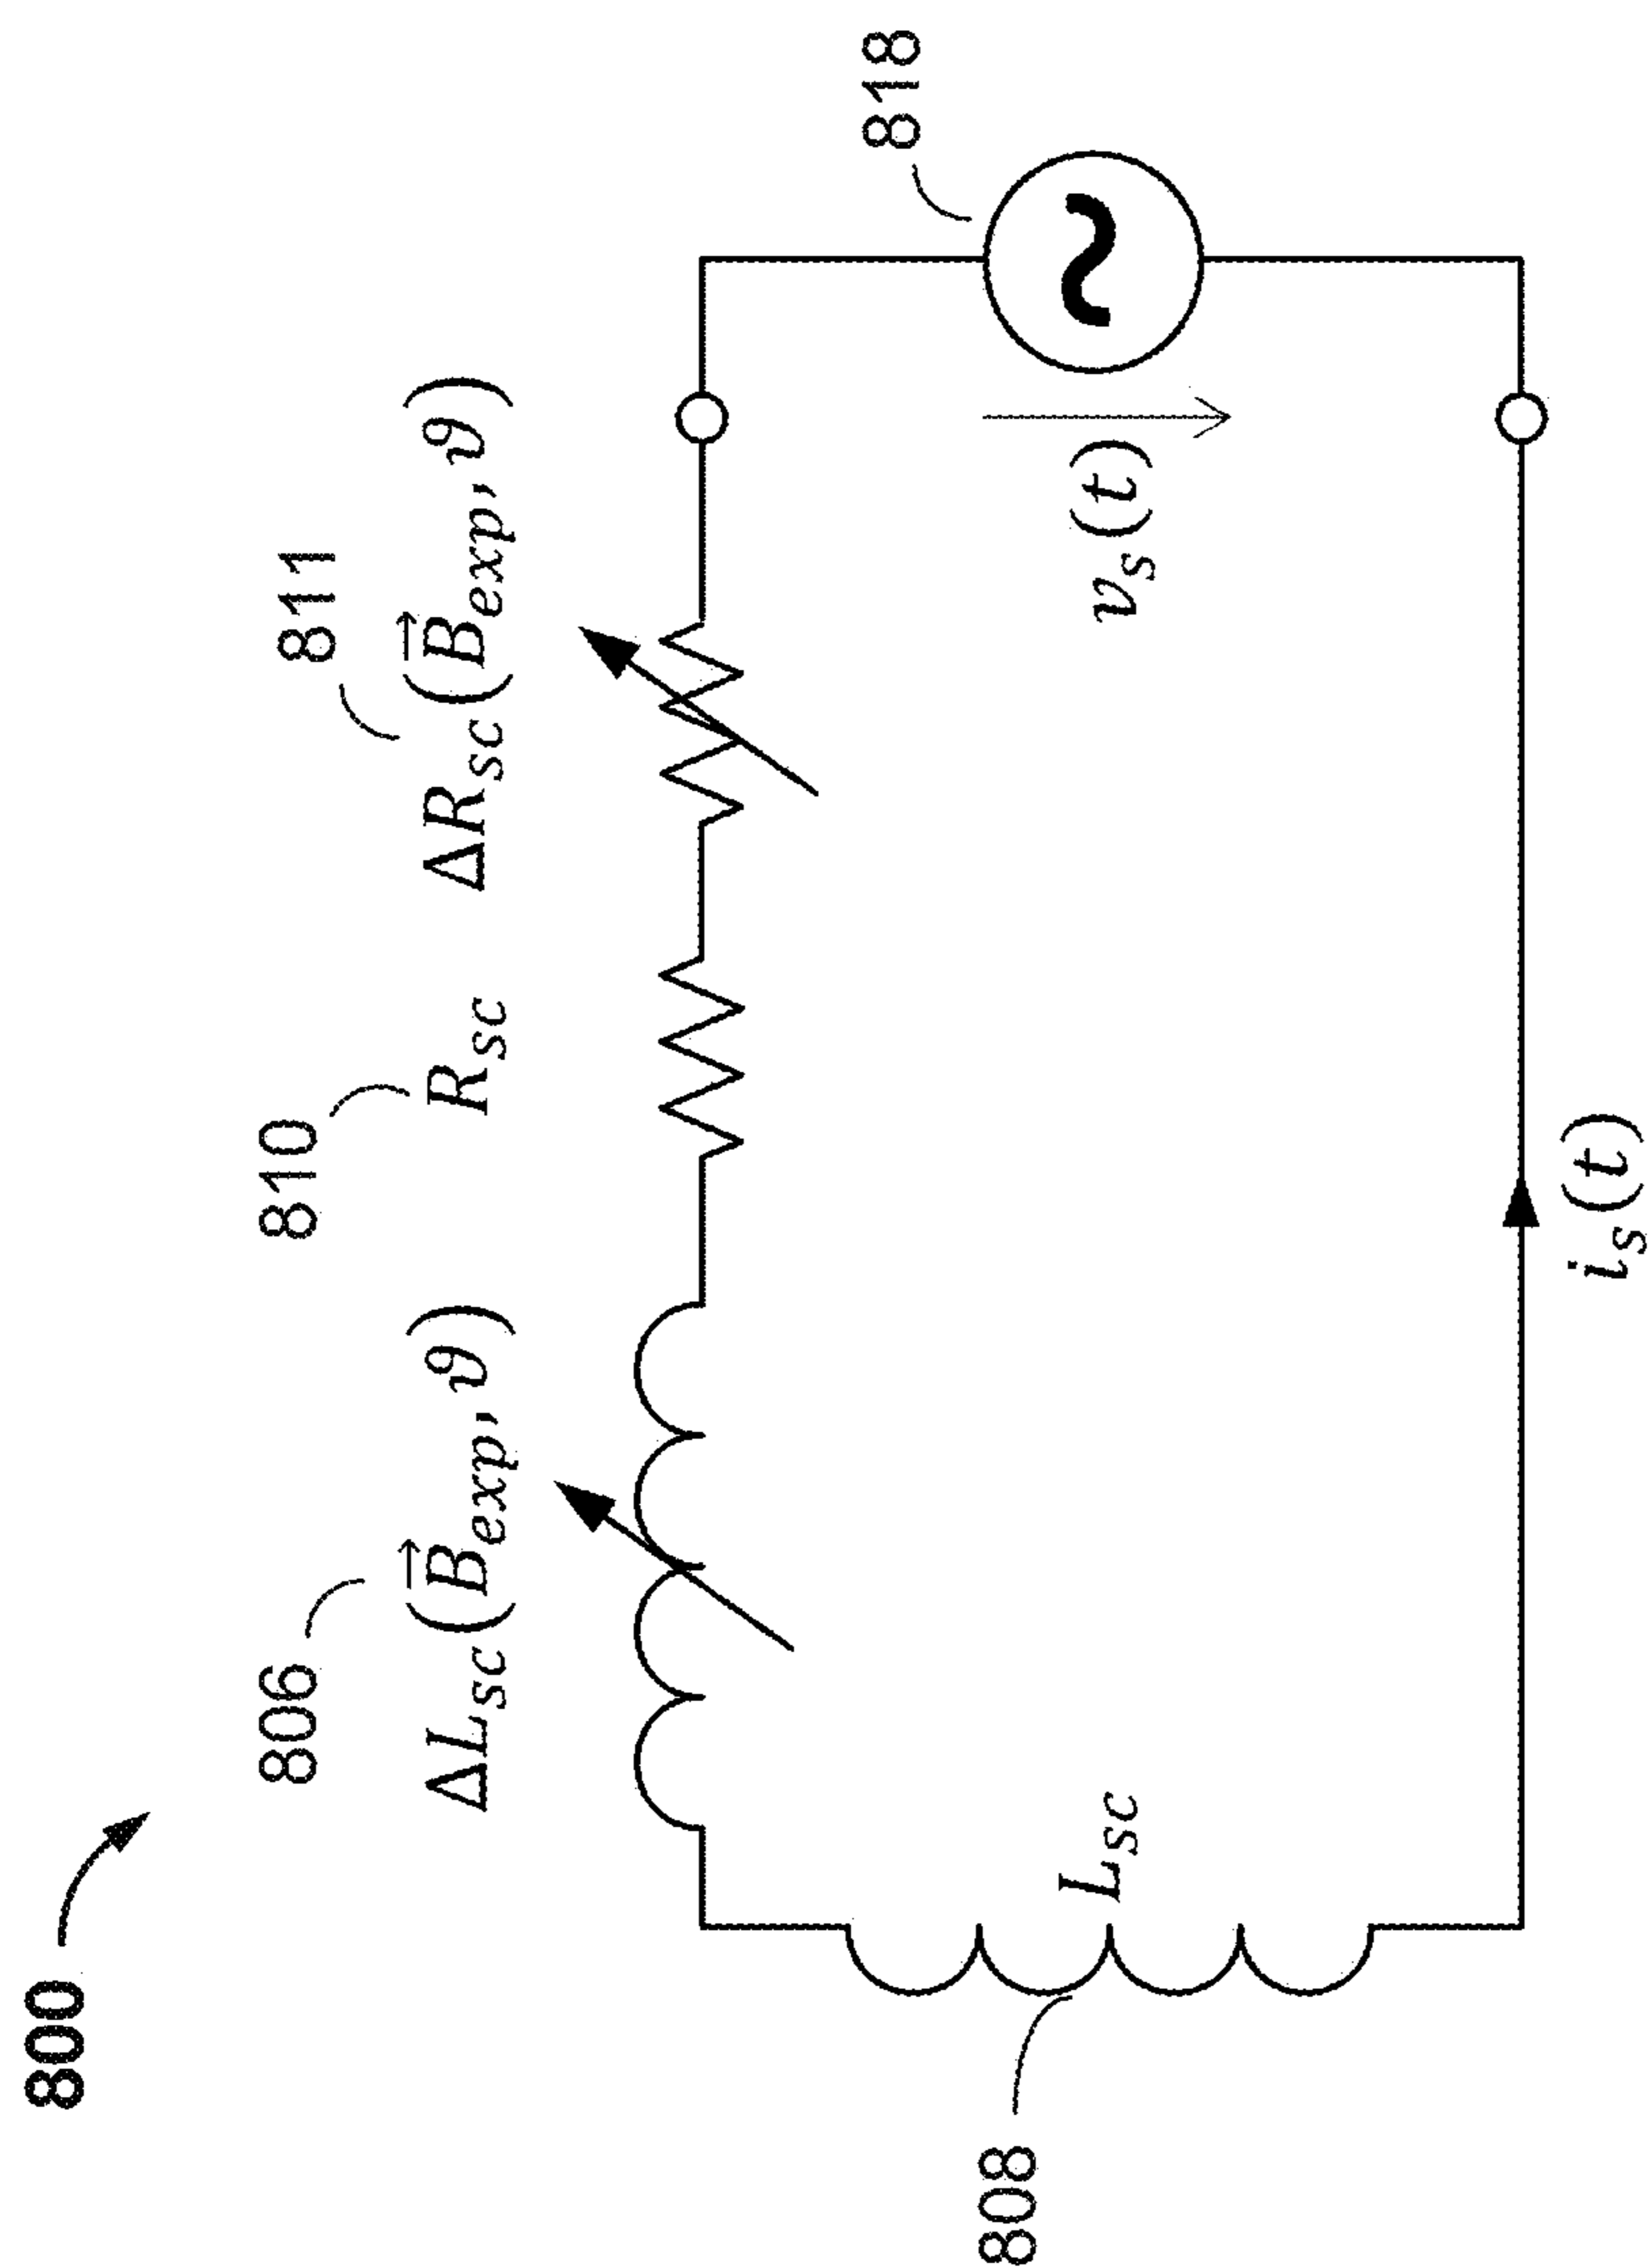 800
806 810 811
ΔL_sc(B⃗_exp, ϑ) R_sc ΔR_sc(B⃗_exp, ϑ)
818
808 L_sc v_s(t)
i_s(t)